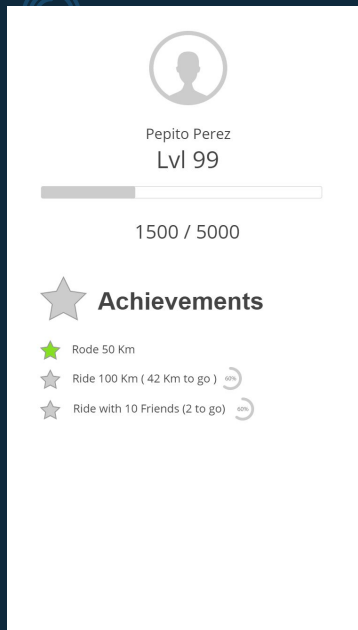 Pepito Perez
Lvl 99
1500 / 5000
Achievements
Rode 50 Km
Ride 100 Km ( 42 Km to go ) 60%
Ride with 10 Friends (2 to go) 60%